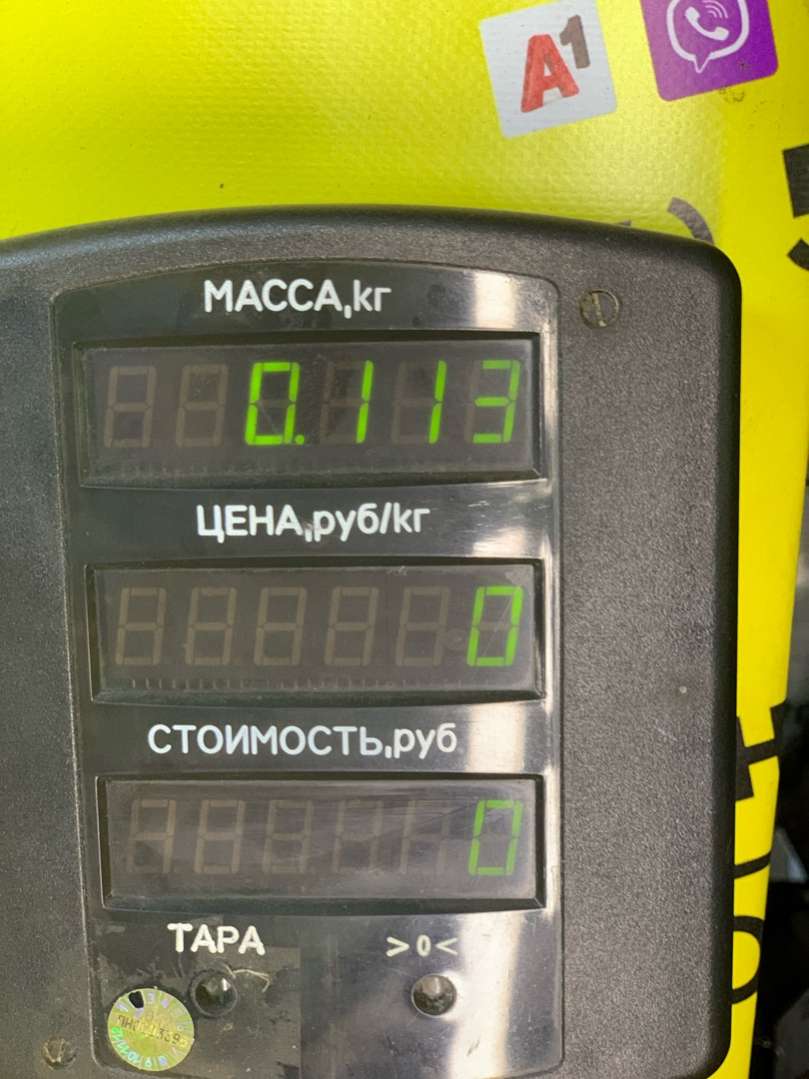 A1
МАССА,кг
0.113
ЦЕНА,руб/кг
0
СТОИМОСТЬ,руб
0
ТАРА
>0<